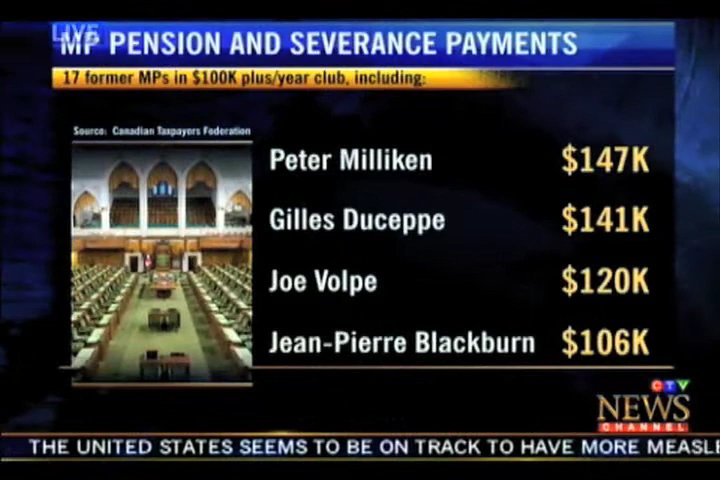 LIVE
MP PENSION AND SEVERANCE PAYMENTS
17 former MPs in $100K plus/year club, including:
Source: Canadian Taxpayers Federation
Peter Milliken $147K
Gilles Duceppe $141K
Joe Volpe $120K
Jean-Pierre Blackburn $106K
CTV
NEWS
CHANNEL
THE UNITED STATES SEEMS TO BE ON TRACK TO HAVE MORE MEASLE